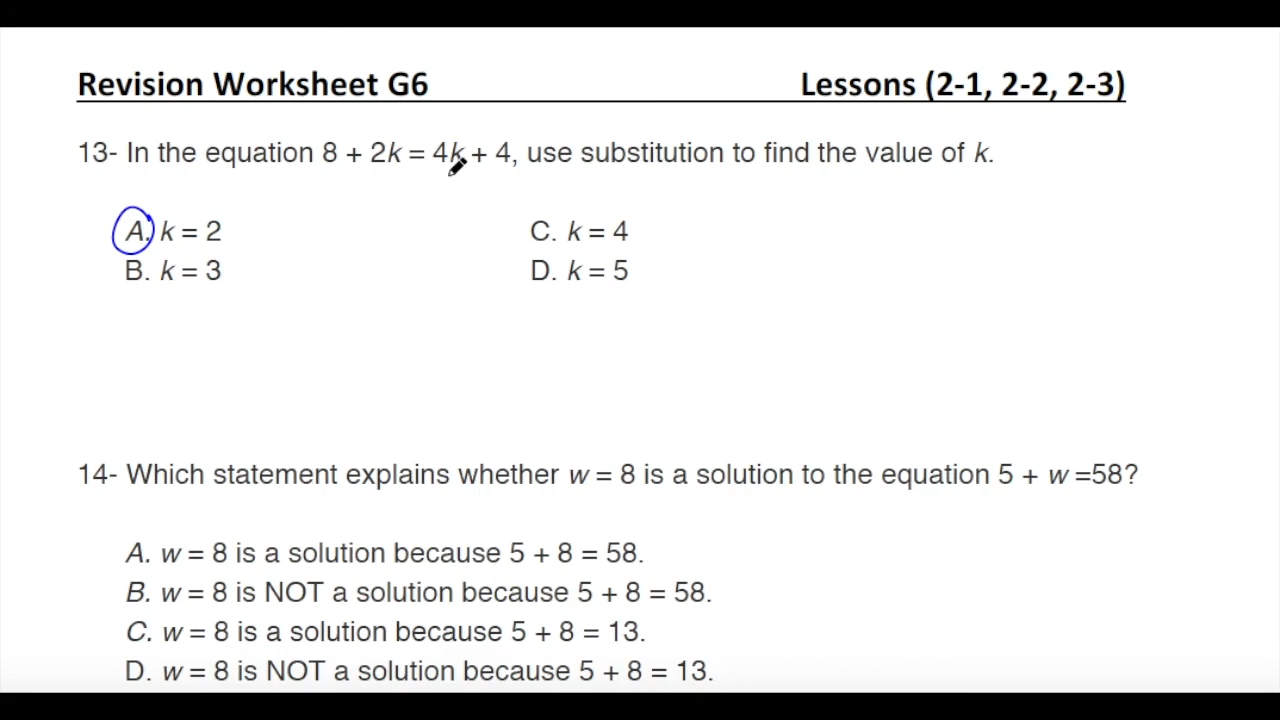 Revision Worksheet G6 Lessons (2-1, 2-2, 2-3)
13- In the equation 8 + 2k = 4k + 4, use substitution to find the value of k.
A. k = 2 C. k = 4
B. k = 3 D. k = 5
14- Which statement explains whether w = 8 is a solution to the equation 5 + w =58?
A. w = 8 is a solution because 5 + 8 = 58.
B. w = 8 is NOT a solution because 5 + 8 = 58.
C. w = 8 is a solution because 5 + 8 = 13.
D. w = 8 is NOT a solution because 5 + 8 = 13.